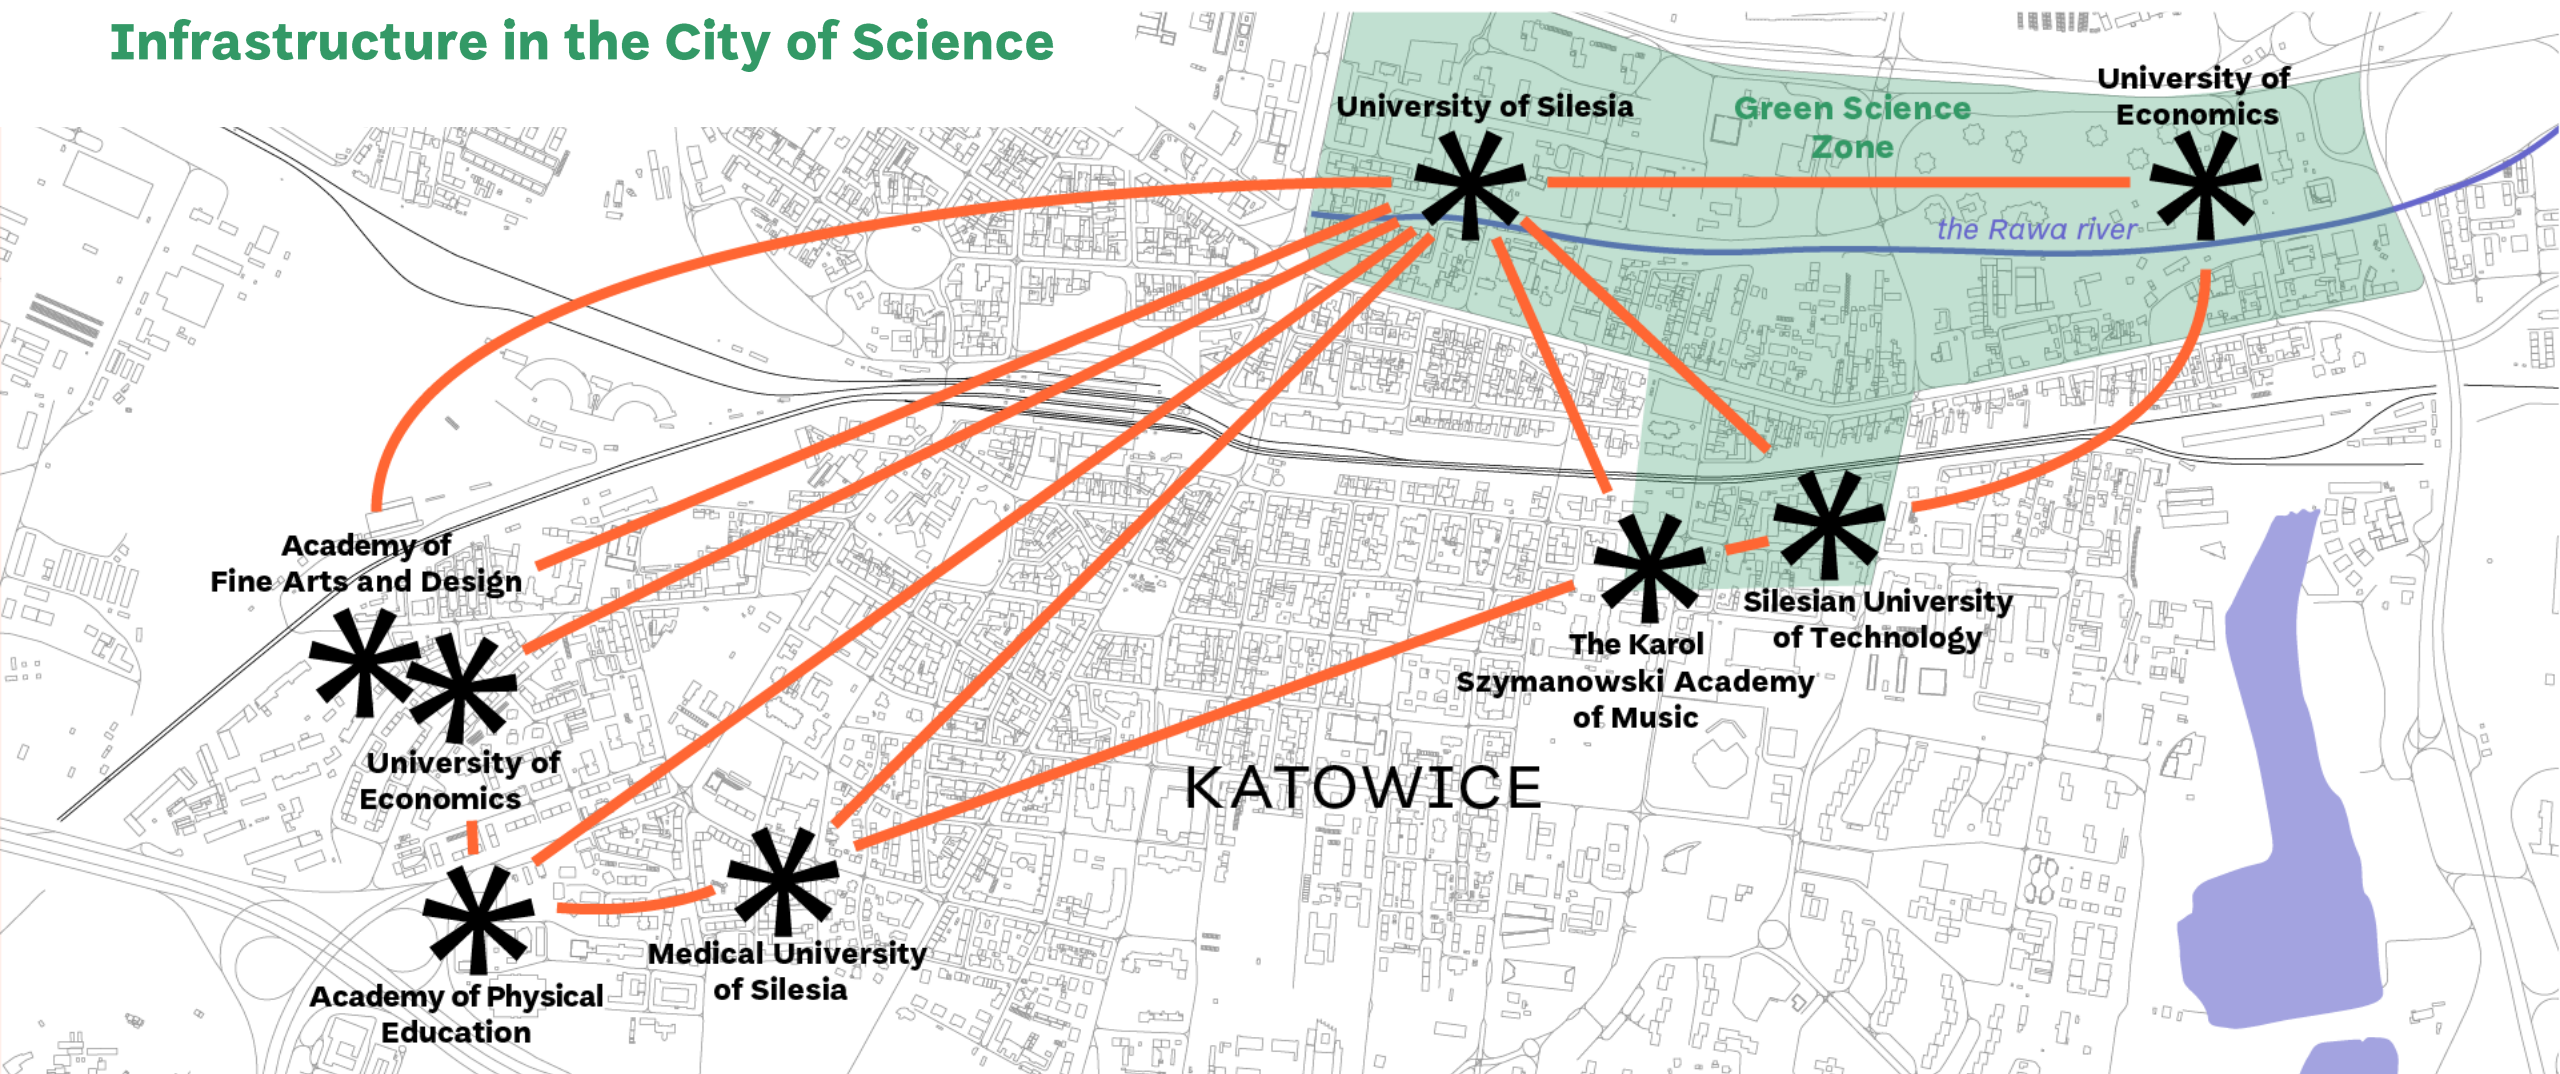 Infrastructure in the City of Science
University of Silesia
Green Science
Zone
University of
Economics
the Rawa river
Academy of
Fine Arts and Design
University of
Economics
Academy of Physical
Education
Medical University
of Silesia
The Karol
Szymanowski Academy
of Music
Silesian University
of Technology
KATOWICE